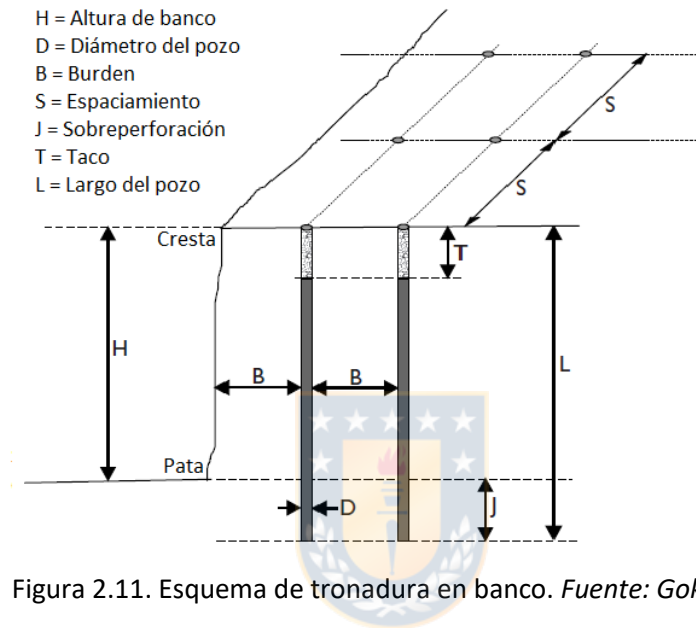 H = Altura de banco
D = Diámetro del pozo
B = Burden
S = Espaciamiento
J = Sobreperforación
T = Taco
L = Largo del pozo
S
S
Cresta
T
H
B
B
L
Pata
D
J
Figura 2.11. Esquema de tronadura en banco. Fuente: